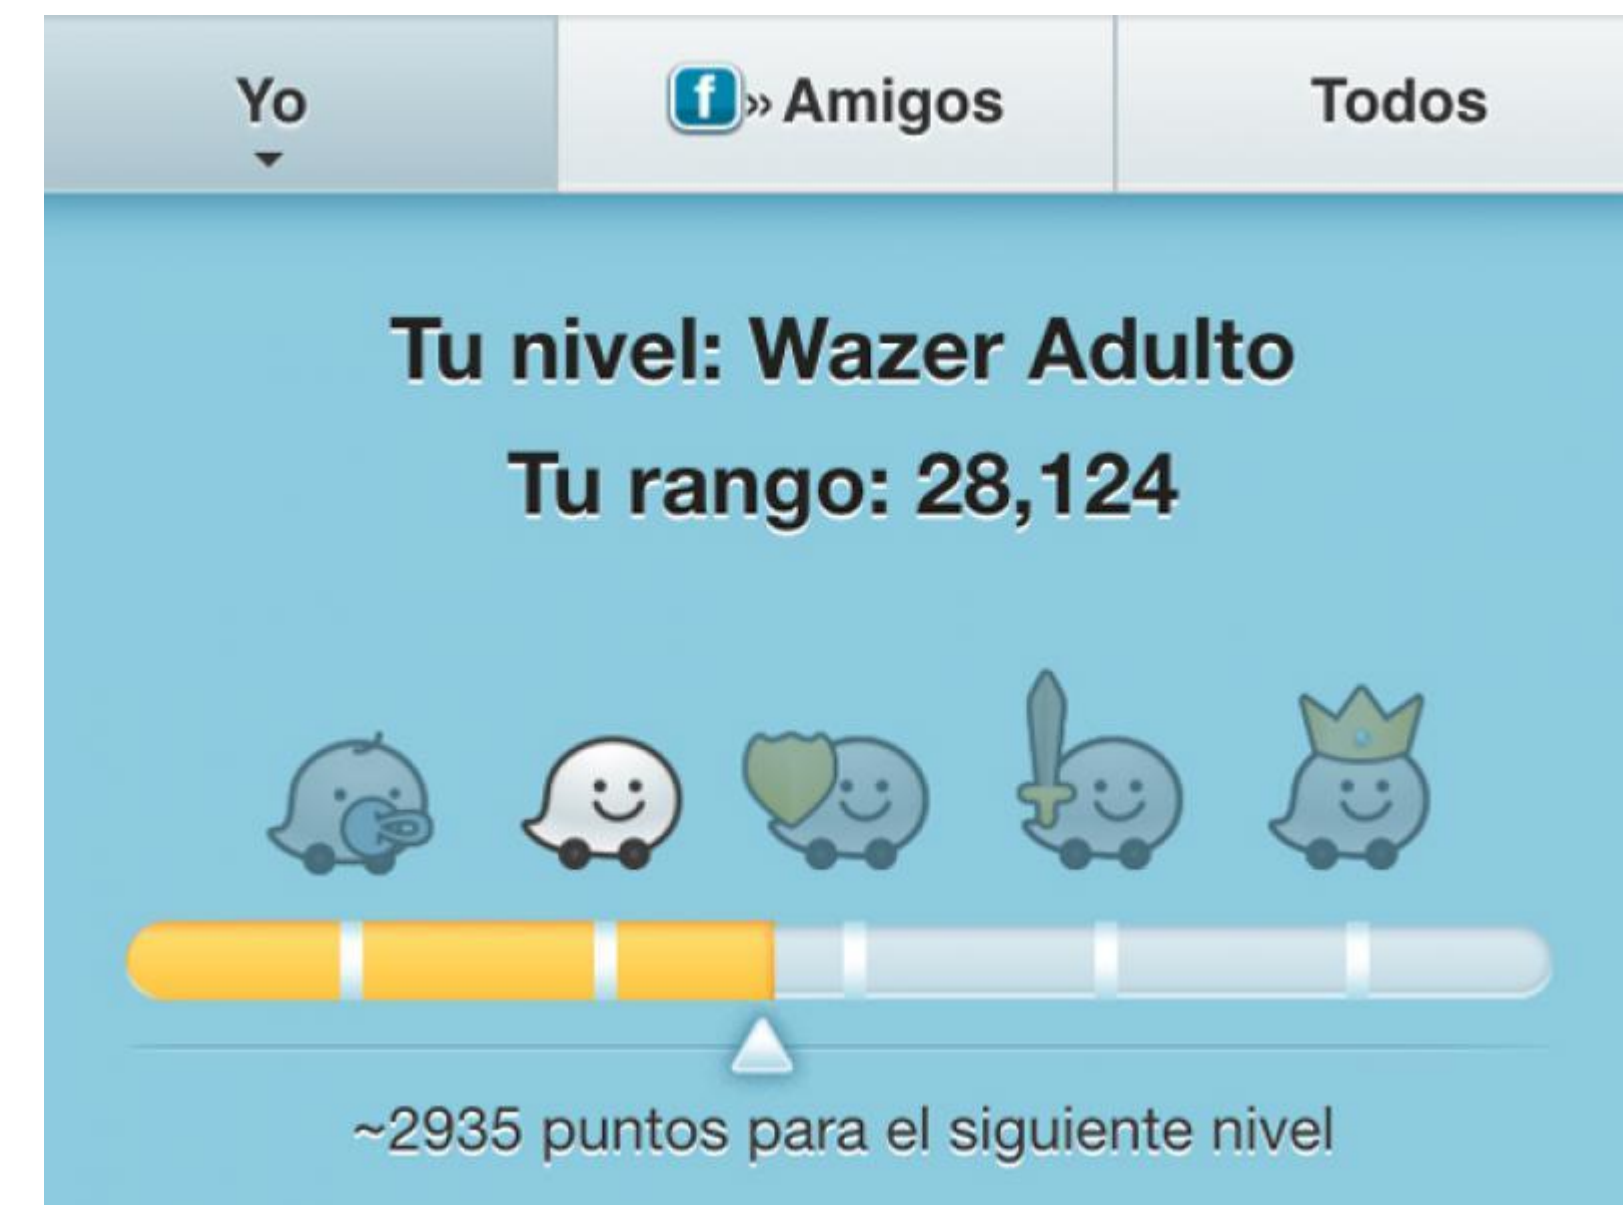 Yo
f » Amigos
Todos
Tu nivel: Wazer Adulto
Tu rango: 28,124
~2935 puntos para el siguiente nivel